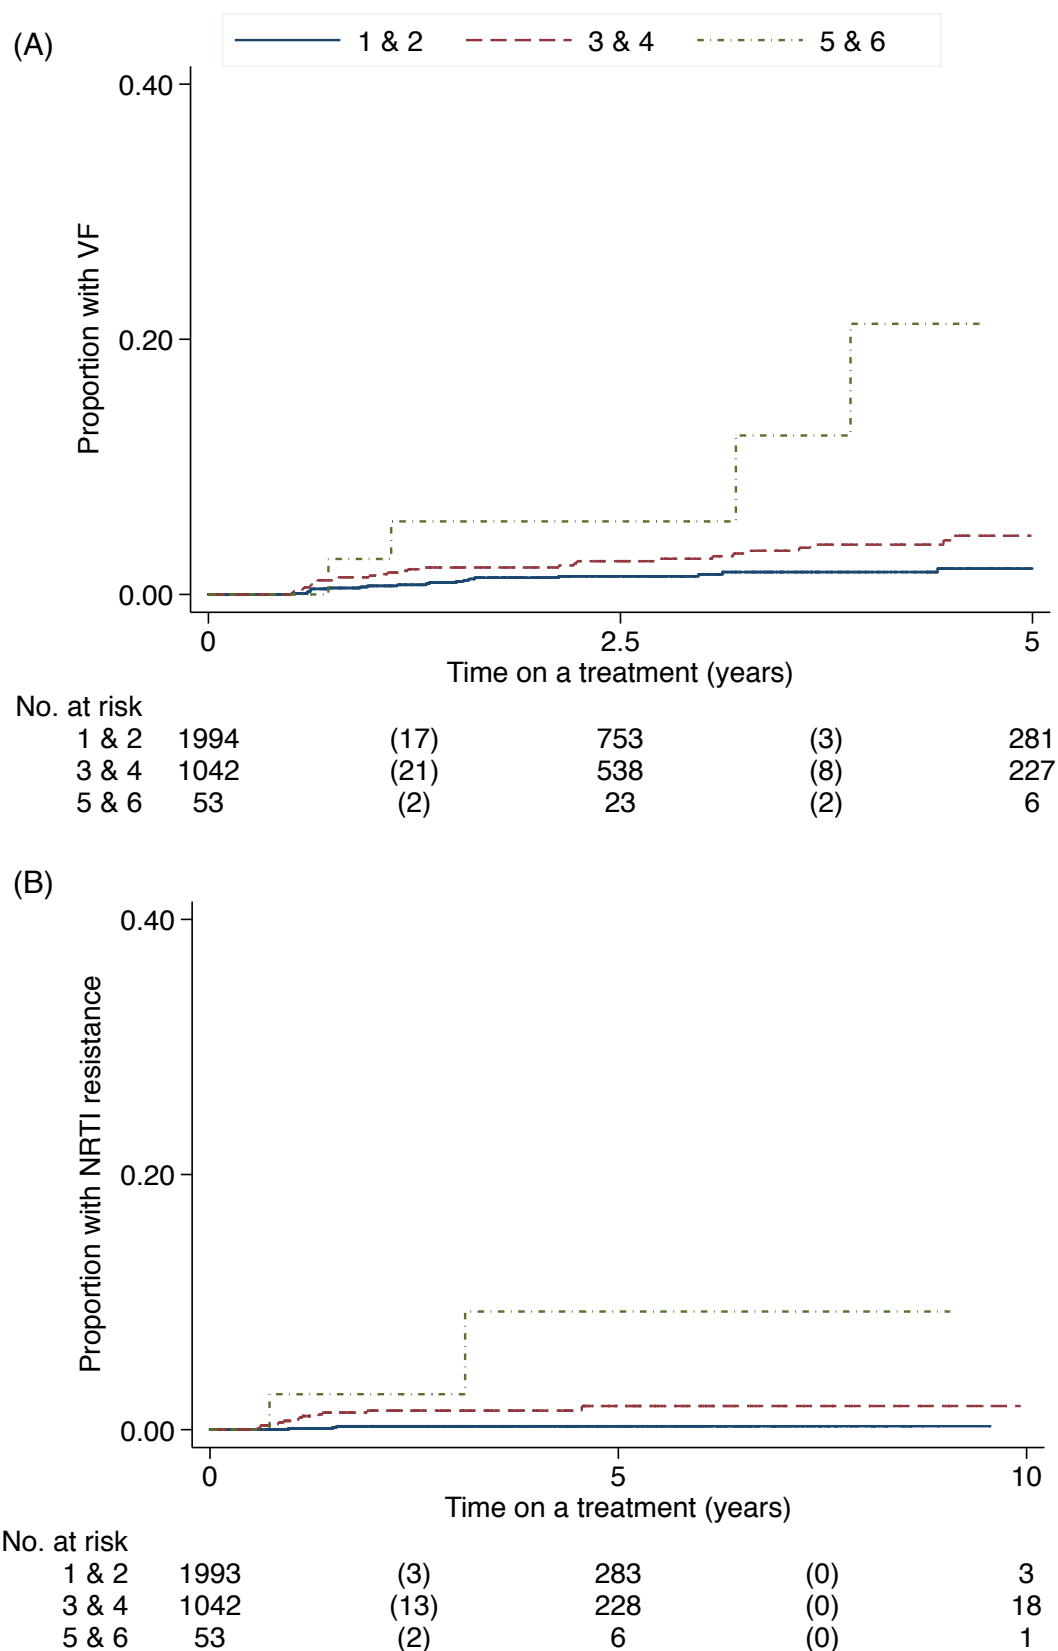 (A)
1 & 2 3 & 4 5 & 6
0.40
0.20
0.00
Proportion with VF
0 2.5 5
Time on a treatment (years)
No. at risk
1 & 2 1994 (17) 753 (3) 281
3 & 4 1042 (21) 538 (8) 227
5 & 6 53 (2) 23 (2) 6
(B)
0.40
0.20
0.00
Proportion with NRTI resistance
0 5 10
Time on a treatment (years)
No. at risk
1 & 2 1993 (3) 283 (0) 3
3 & 4 1042 (13) 228 (0) 18
5 & 6 53 (2) 6 (0) 1